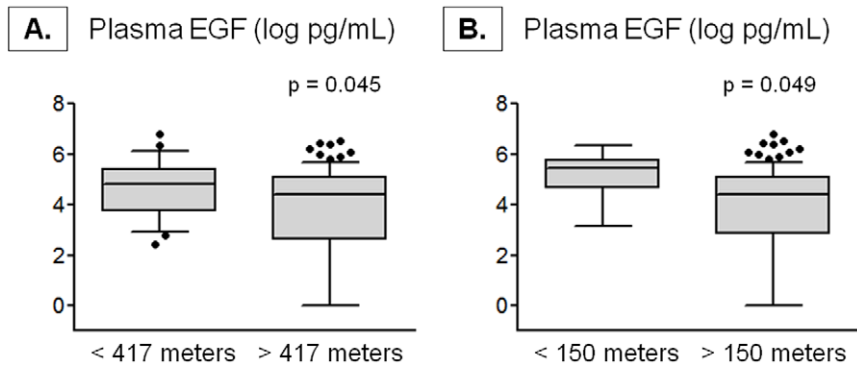 A. Plasma EGF (log pg/mL)
p = 0.045
8
6
4
2
0
< 417 meters > 417 meters
B. Plasma EGF (log pg/mL)
p = 0.049
8
6
4
2
0
< 150 meters > 150 meters